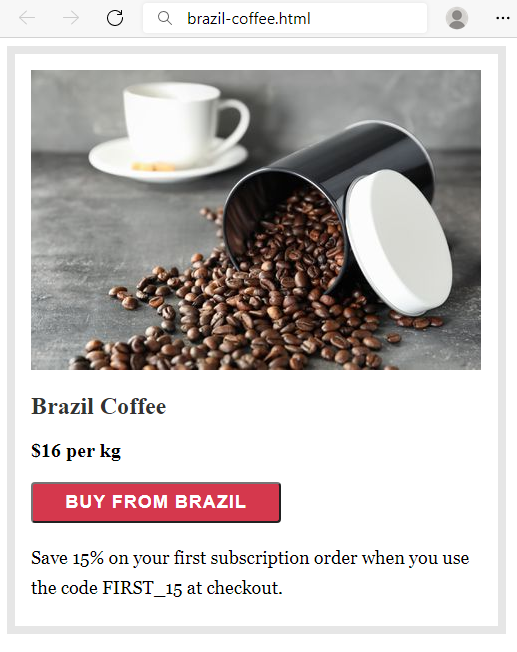 brazil-coffee.html
Brazil Coffee
$16 per kg
BUY FROM BRAZIL
Save 15% on your first subscription order when you use
the code FIRST_15 at checkout.